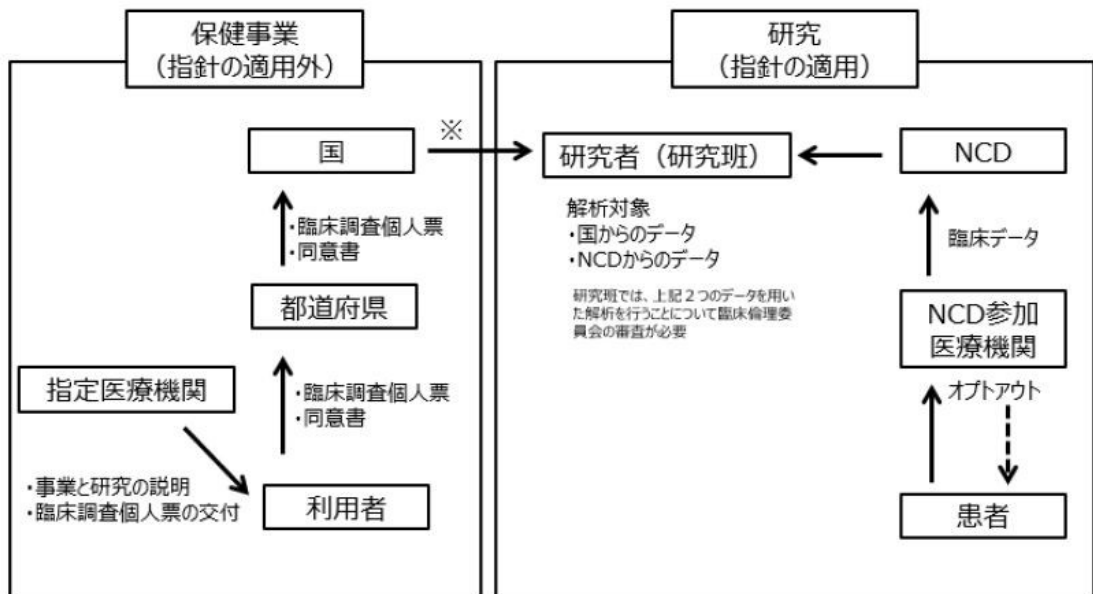 保健事業
（指針の適用外）
国
※
・臨床調査個人票
・同意書
都道府県
指定医療機関
・臨床調査個人票
・同意書
・事業と研究の説明
・臨床調査個人票の交付
利用者
研究
（指針の適用）
研究者（研究班）
NCD
解析対象
・国からのデータ
・NCDからのデータ
研究班では、上記２つのデータを用い
た解析を行うことについて臨床倫理委
員会の審査が必要
臨床データ
NCD参加
医療機関
オプトアウト
患者